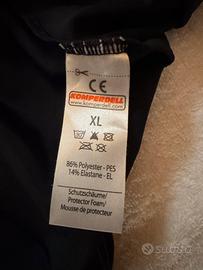 CE
KOMPERDELL
www.komperdell.com
XL
86% Polyester - PES
14% Elastane - EL
Schutzschäume/
Protector Foam/
Mousse de protecteur
subito